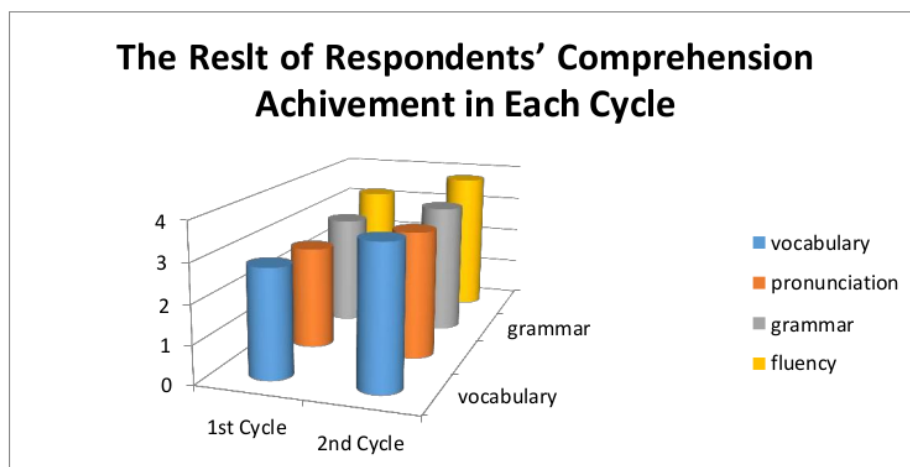 The Reslt of Respondents’ Comprehension
Achivement in Each Cycle
4
3
2
1
0
1st Cycle
2nd Cycle
vocabulary
grammar
vocabulary
pronunciation
grammar
fluency